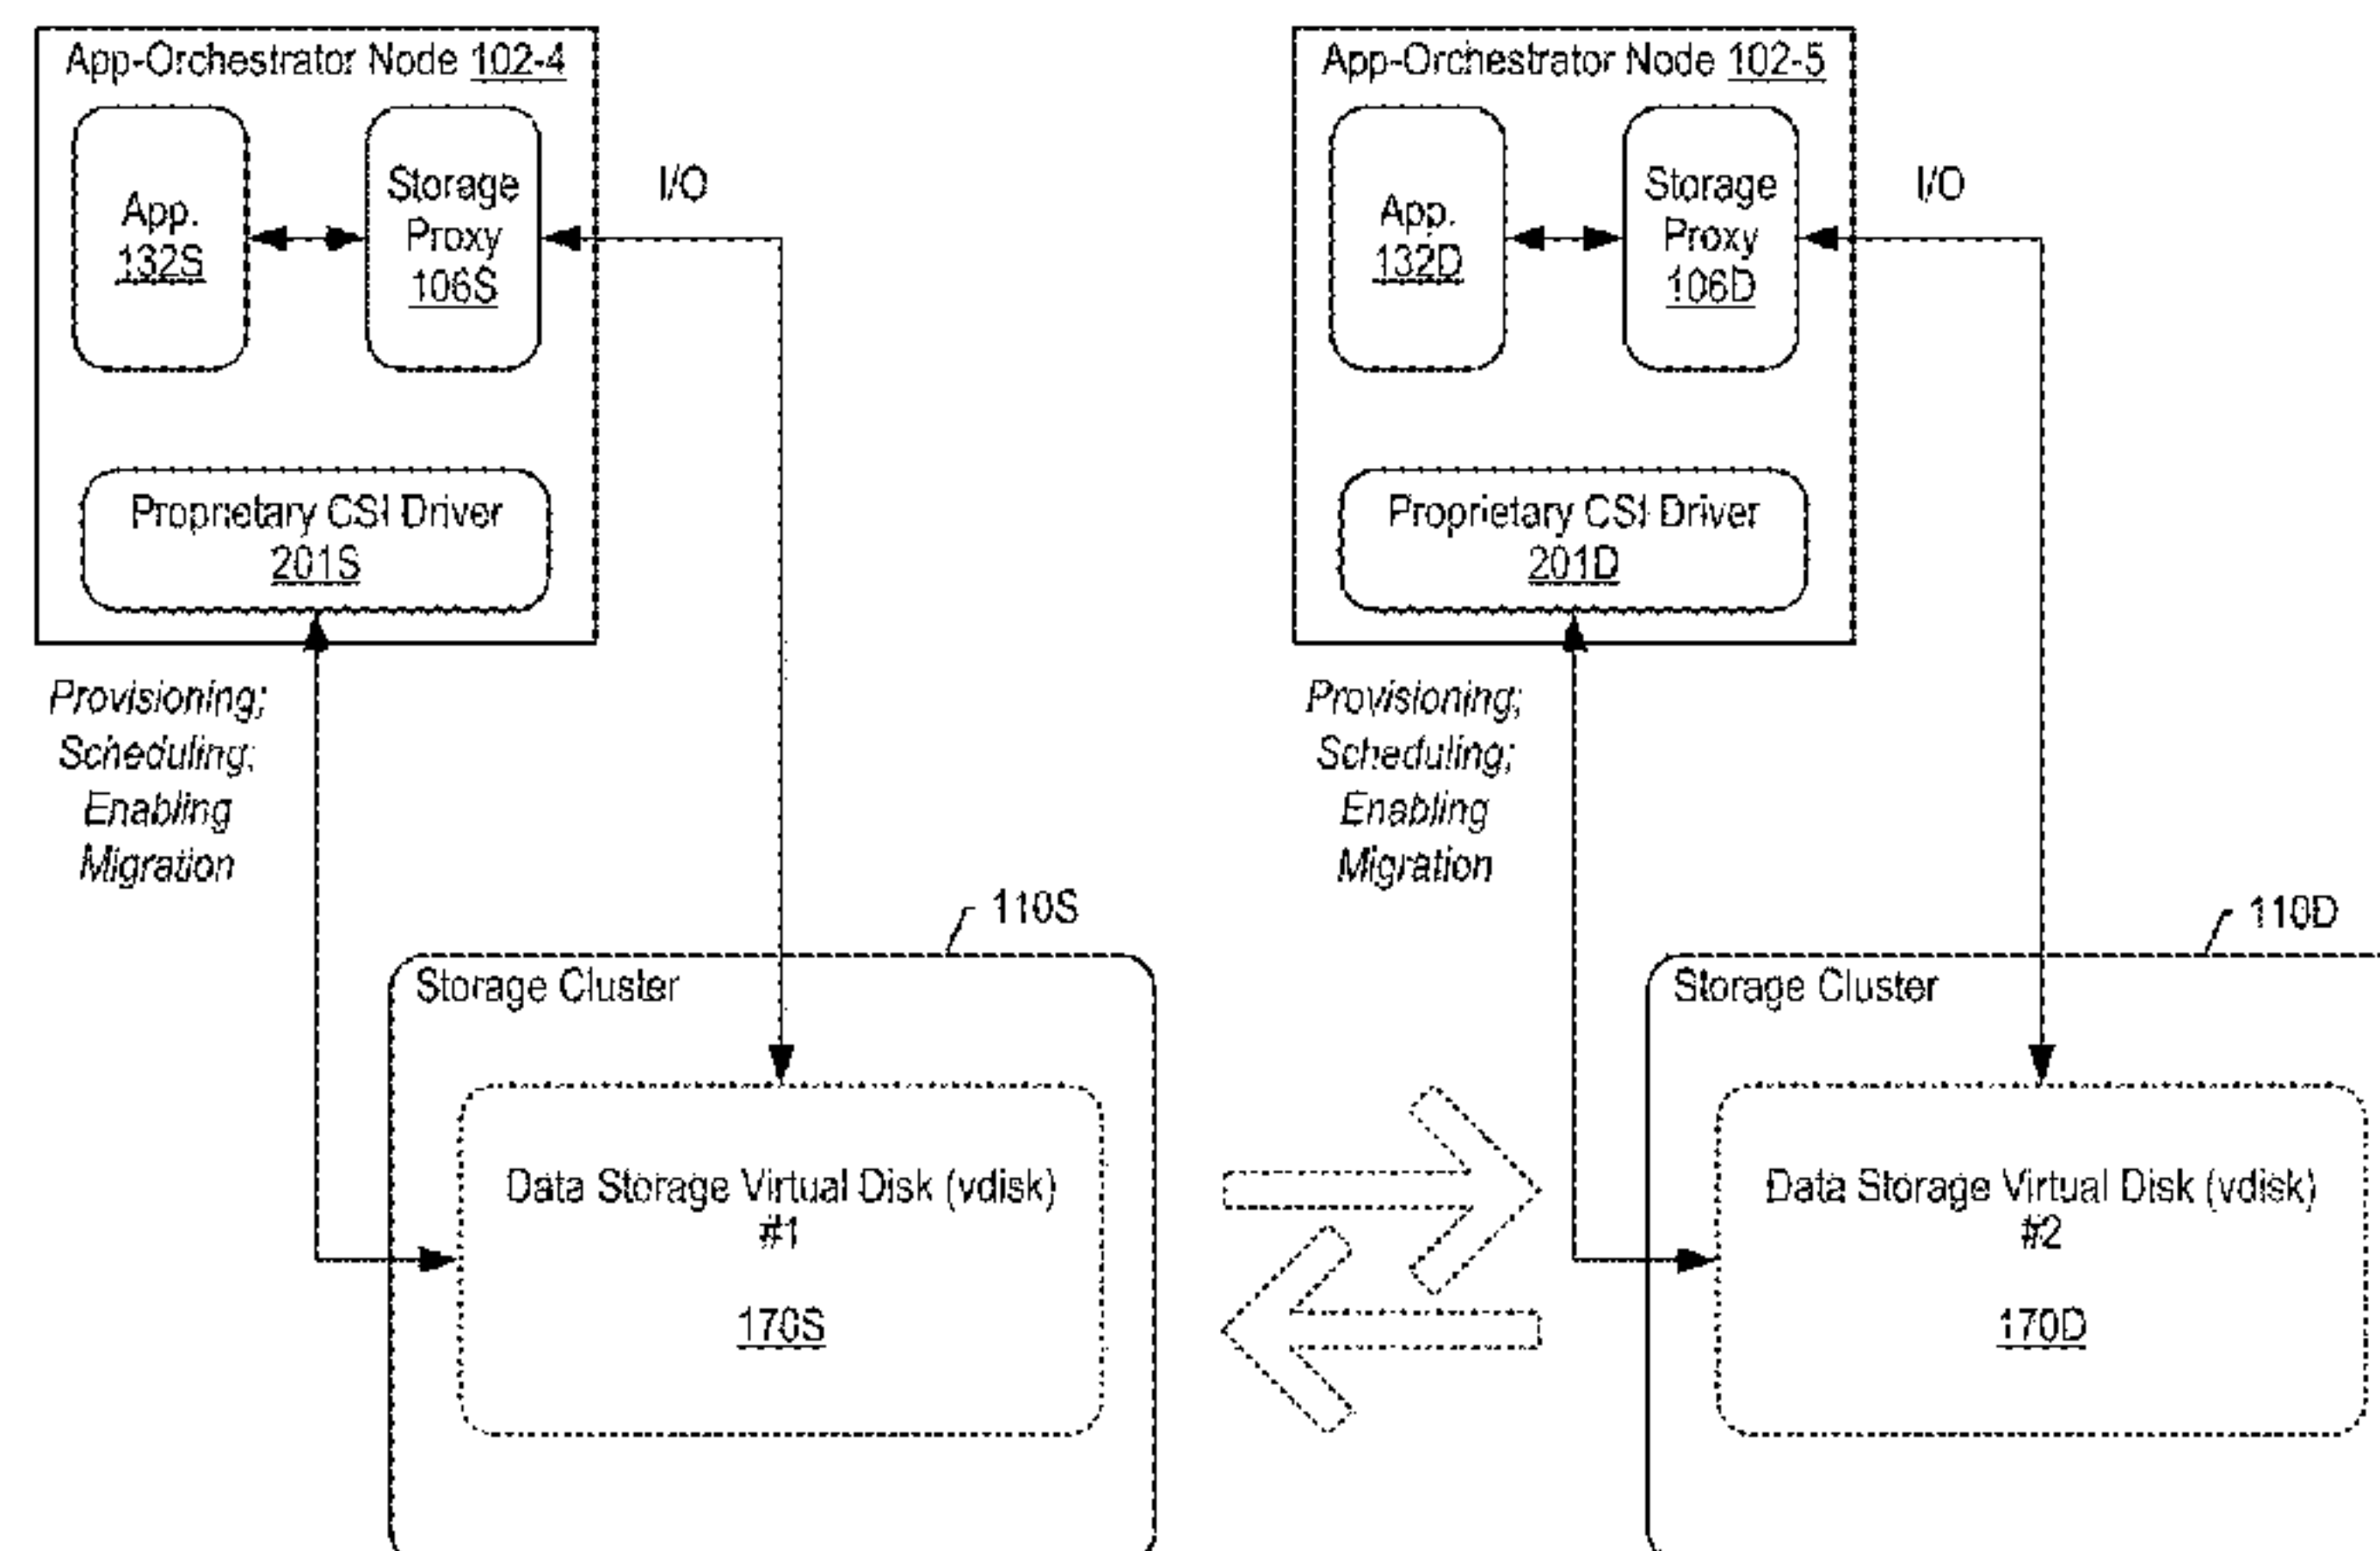 App-Orchestrator Node 102-4
App.
132S
Storage
Proxy
106S
I/O
Proprietary CSI Driver
201S
Provisioning;
Scheduling;
Enabling
Migration
110S
Storage Cluster
Data Storage Virtual Disk (vdisk)
#1
170S
App-Orchestrator Node 102-5
App.
132D
Storage
Proxy
106D
I/O
Proprietary CSI Driver
201D
Provisioning;
Scheduling;
Enabling
Migration
110D
Storage Cluster
Data Storage Virtual Disk (vdisk)
#2
170D